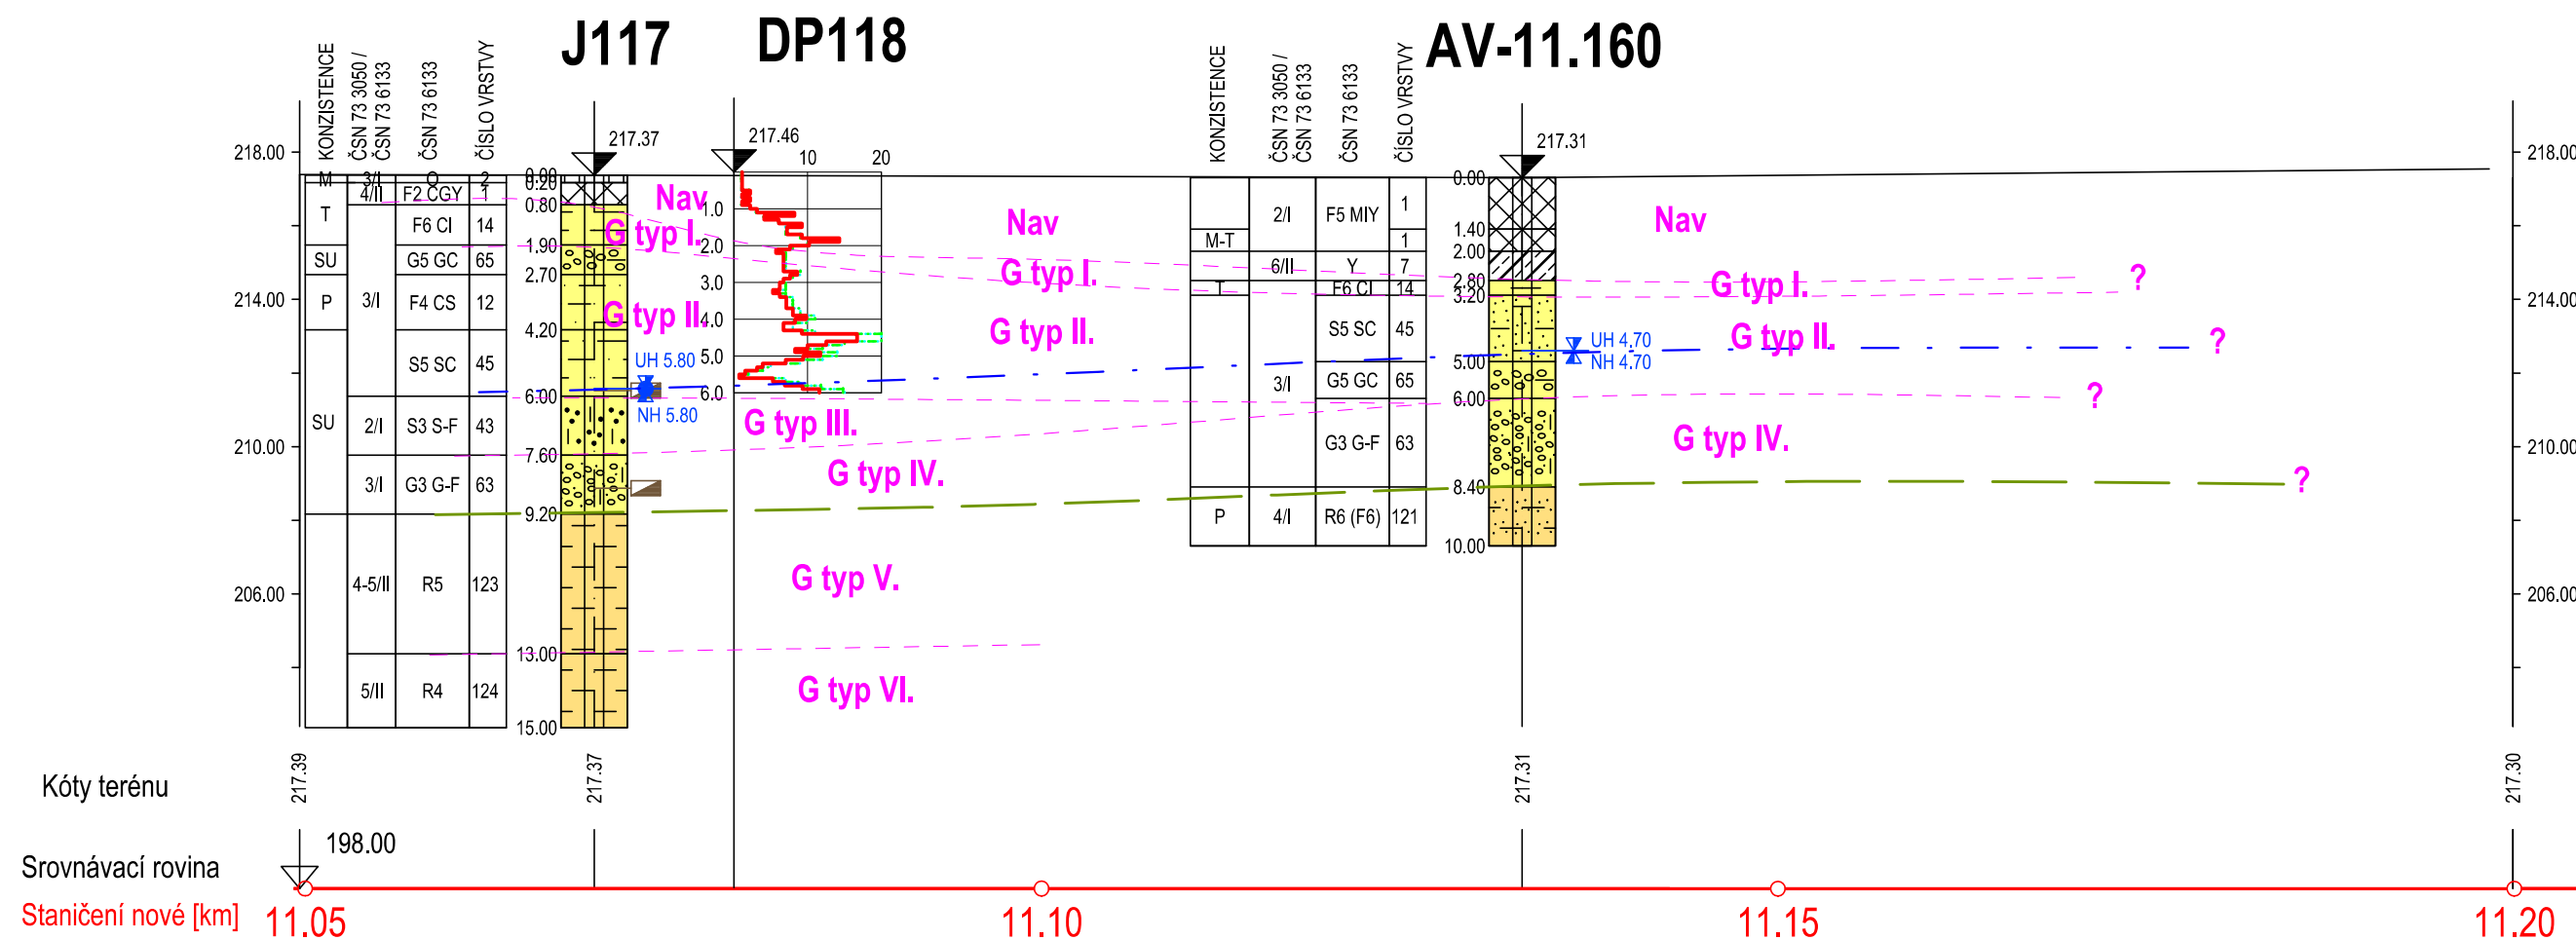 J117
DP118
AV-11.160
KONZISTENCE
ČSN 73 3050 /
ČSN 73 6133
ČSN 73 6133
ČÍSLO VRSTVY
KONZISTENCE
ČSN 73 3050 /
ČSN 73 6133
ČSN 73 6133
ČÍSLO VRSTVY
217.37
217.46
217.31
10
20
218.00
214.00
210.00
206.00
218.00
214.00
210.00
206.00
M 3/I O 2
4/II F2 CGY 1
T F6 CI 14
SU G5 GC 65
P 3/I F4 CS 12
S5 SC 45
SU 2/I S3 S-F 43
3/I G3 G-F 63
4-5/II R5 123
5/II R4 124
0.20
0.80
1.90
2.70
4.20
6.00
7.60
9.20
13.00
15.00
1.0
2.0
3.0
4.0
5.0
6.0
UH 5.80
NH 5.80
Nav
G typ I.
G typ II.
G typ III.
G typ IV.
G typ V.
G typ VI.
Nav
G typ I.
G typ II.
2/I F5 MIY 1
M-T 1
6/II Y 7
T F6 CI 14
S5 SC 45
3/I G5 GC 65
G3 G-F 63
P 4/I R6 (F6) 121
0.00
1.40
2.00
2.80
3.20
5.00
6.00
8.40
10.00
UH 4.70
NH 4.70
Nav
G typ I.
?
G typ II.
?
?
G typ IV.
?
Kóty terénu
217.39
217.37
217.31
217.30
198.00
Srovnávací rovina
Staničení nové [km]
11.05
11.10
11.15
11.20